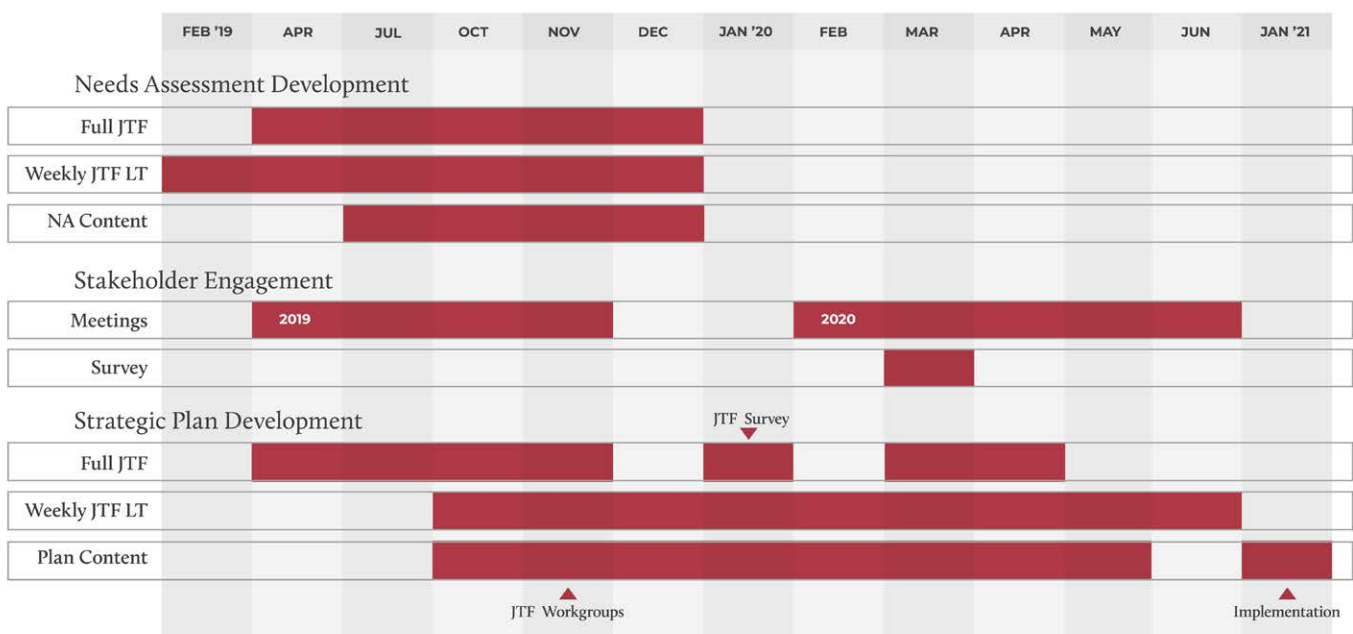 FEB ’19 APR JUL OCT NOV DEC JAN ’20 FEB MAR APR MAY JUN JAN ’21
Needs Assessment Development
Full JTF
Weekly JTF LT
NA Content
Stakeholder Engagement
Meetings 2019 2020
Survey
Strategic Plan Development
JTF Survey
Full JTF
Weekly JTF LT
Plan Content
JTF Workgroups Implementation